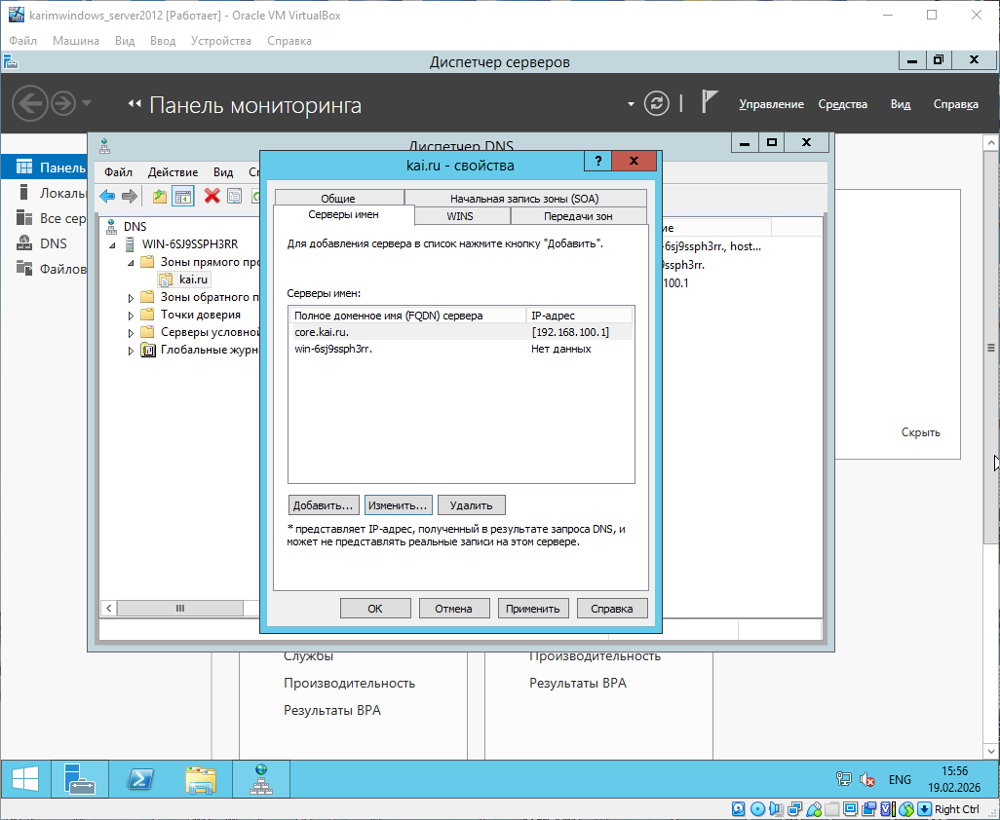 karimwindows_server2012 [Работает] - Oracle VM VirtualBox
Файл Машина Вид Ввод Устройства Справка
Диспетчер серверов
Панель мониторинга
Управление Средства Вид Справка
Диспетчер DNS
kai.ru - свойства
?
Панель
Локаль
Все сер
DNS
Файлов
Файл Действие Вид
DNS
WIN-6SJ9SSPH3RR
Зоны прямого про
kai.ru
Зоны обратного п
Точки доверия
Серверы условной
Глобальные журн
Общие
Начальная запись зоны (SOA)
Серверы имен
WINS
Передачи зон
Для добавления сервера в список нажмите кнопку "Добавить".
Серверы имен:
Полное доменное имя (FQDN) сервера IP-адрес
core.kai.ru. [192.168.100.1]
win-6sj9ssph3rr. Нет данных
Добавить... Изменить... Удалить
* представляет IP-адрес, полученный в результате запроса DNS, и
может не представлять реальные записи на этом сервере.
ОК Отмена Применить Справка
ие
-6sj9ssph3rr., host...
9ssph3rr.
100.1
Скрыть
Службы
Производительность
Результаты BPA
Производительность
Результаты BPA
ENG
15:56
19.02.2026
Right Ctrl